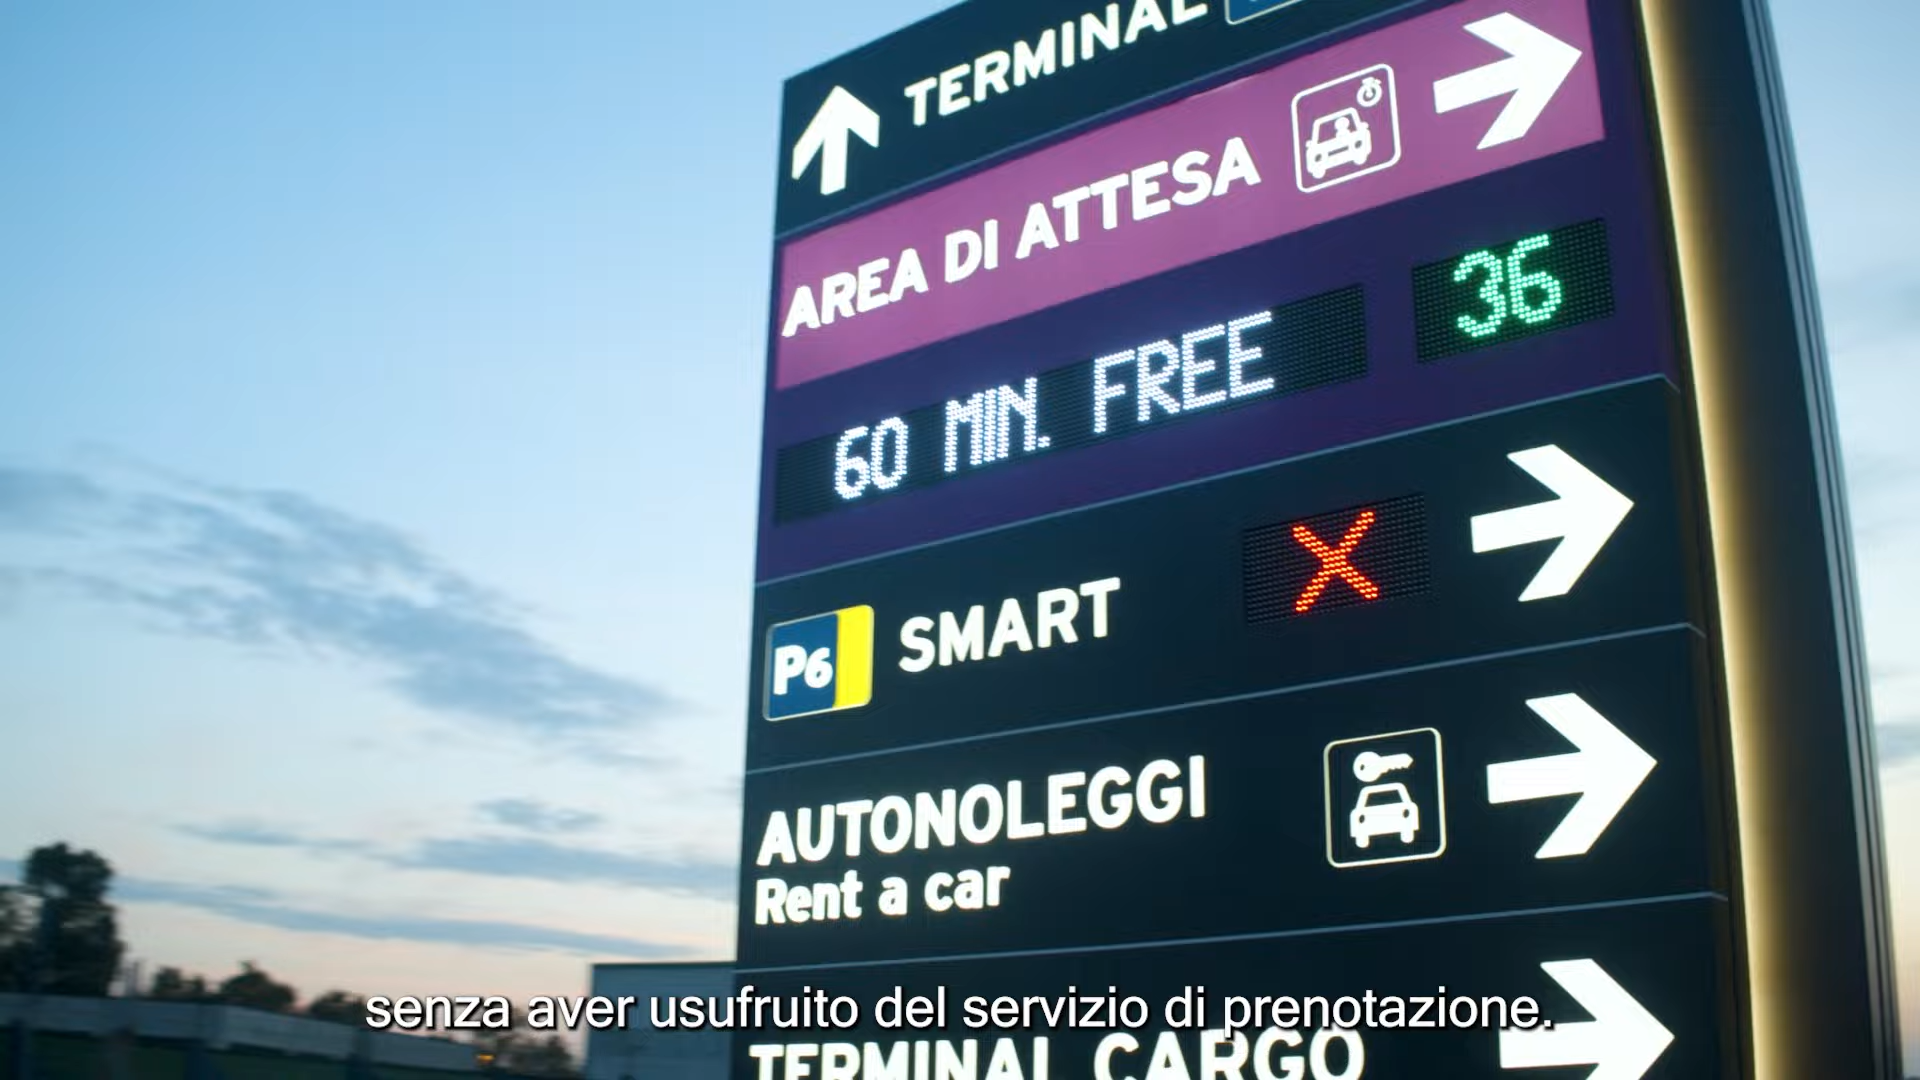 TERMINAL
AREA DI ATTESA
60 MIN. FREE 36
P6 SMART X
AUTONOLEGGI
Rent a car
senza aver usufruito del servizio di prenotazione.
TERMINAL CARGO